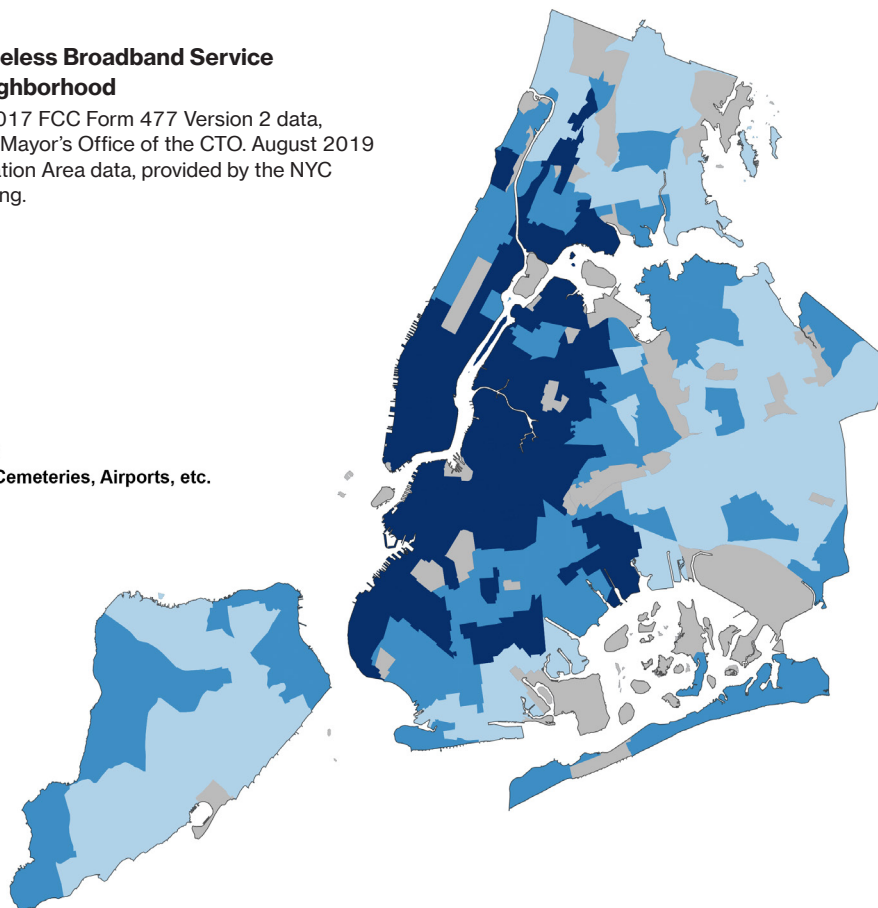 eless Broadband Service
ghborhood
017 FCC Form 477 Version 2 data,
Mayor's Office of the CTO. August 2019
ation Area data, provided by the NYC
ng.
Cemeteries, Airports, etc.